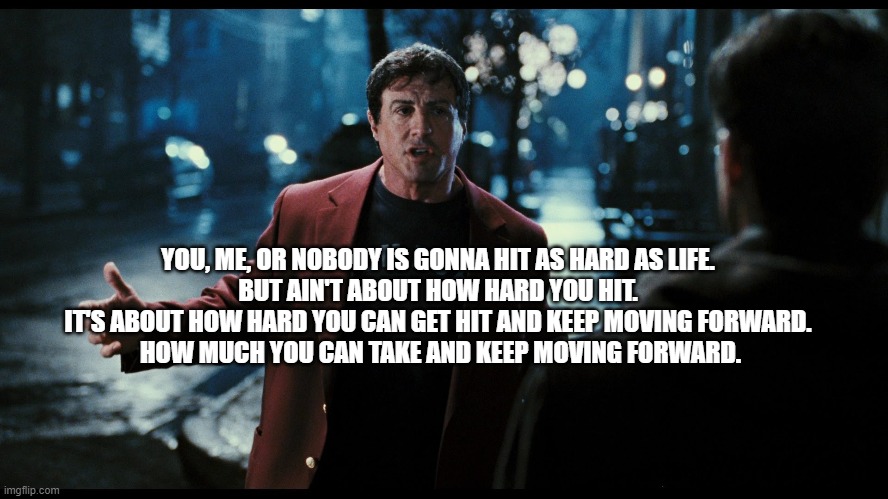 YOU, ME, OR NOBODY IS GONNA HIT AS HARD AS LIFE.
BUT AIN'T ABOUT HOW HARD YOU HIT.
IT'S ABOUT HOW HARD YOU CAN GET HIT AND KEEP MOVING FORWARD.
HOW MUCH YOU CAN TAKE AND KEEP MOVING FORWARD.
imgflip.com